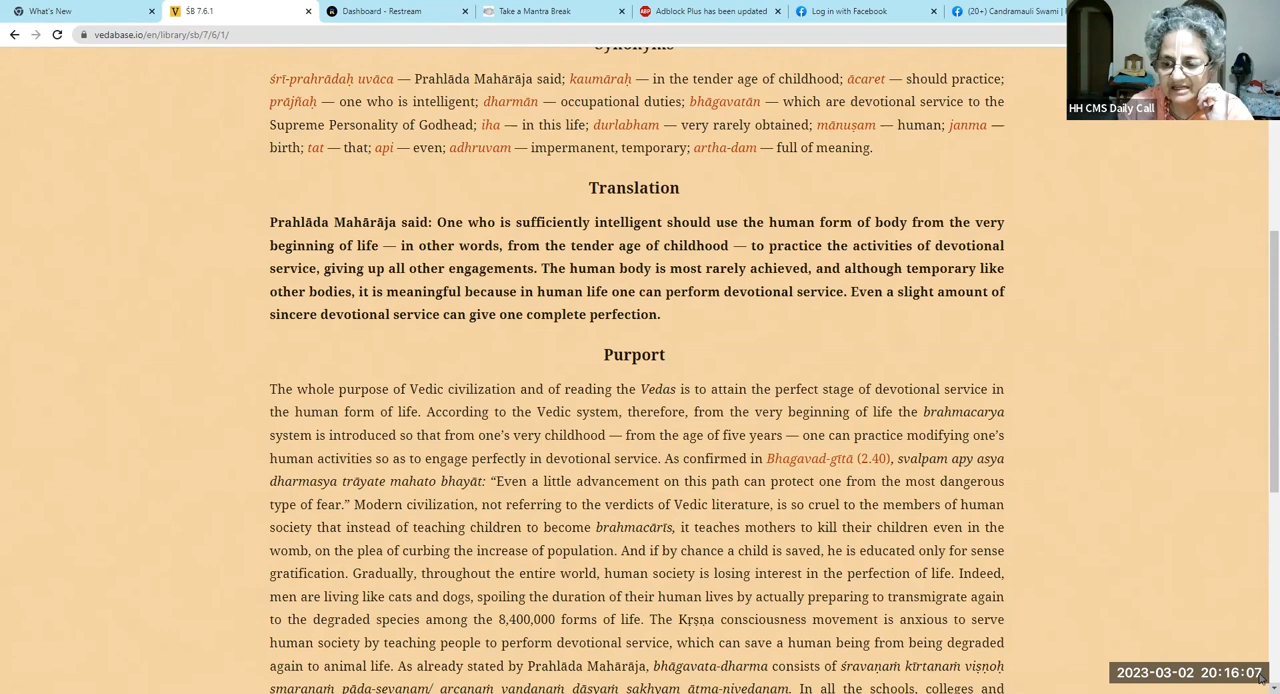 What's New
ŚB 7.6.1
Dashboard - Restream
Take a Mantra Break
Adblock Plus has been updated
Log in with Facebook
(20+) Candramauli Swami |
vedabase.io/en/library/sb/7/6/1/
HH CMS Daily Call
Synonyms
śrī-prahrādaḥ uvāca — Prahlāda Mahārāja said; kaumāraḥ — in the tender age of childhood; ācaret — should practice;
prājñaḥ — one who is intelligent; dharmān — occupational duties; bhāgavatān — which are devotional service to the
Supreme Personality of Godhead; iha — in this life; durlabham — very rarely obtained; mānuṣam — human; janma —
birth; tat — that; api — even; adhruvam — impermanent, temporary; artha-dam — full of meaning.
Translation
Prahlāda Mahārāja said: One who is sufficiently intelligent should use the human form of body from the very
beginning of life — in other words, from the tender age of childhood — to practice the activities of devotional
service, giving up all other engagements. The human body is most rarely achieved, and although temporary like
other bodies, it is meaningful because in human life one can perform devotional service. Even a slight amount of
sincere devotional service can give one complete perfection.
Purport
The whole purpose of Vedic civilization and of reading the Vedas is to attain the perfect stage of devotional service in
the human form of life. According to the Vedic system, therefore, from the very beginning of life the brahmacarya
system is introduced so that from one's very childhood — from the age of five years — one can practice modifying one's
human activities so as to engage perfectly in devotional service. As confirmed in Bhagavad-gītā (2.40), svalpam apy asya
dharmasya trāyate mahato bhayāt: “Even a little advancement on this path can protect one from the most dangerous
type of fear.” Modern civilization, not referring to the verdicts of Vedic literature, is so cruel to the members of human
society that instead of teaching children to become brahmacārīs, it teaches mothers to kill their children even in the
womb, on the plea of curbing the increase of population. And if by chance a child is saved, he is educated only for sense
gratification. Gradually, throughout the entire world, human society is losing interest in the perfection of life. Indeed,
men are living like cats and dogs, spoiling the duration of their human lives by actually preparing to transmigrate again
to the degraded species among the 8,400,000 forms of life. The Kṛṣṇa consciousness movement is anxious to serve
human society by teaching people to perform devotional service, which can save a human being from being degraded
again to animal life. As already stated by Prahlāda Mahārāja, bhāgavata-dharma consists of śravaṇaṁ kīrtanaṁ viṣṇoḥ
smaraṇaṁ pāda-sevanam/ arcanaṁ vandanaṁ dāsyaṁ sakhyam ātma-nivedanam. In all the schools, colleges and
2023-03-02 20:16:07